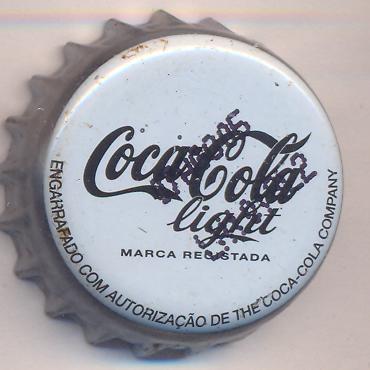 Coca-Cola
light
MARCA REGISTADA
ENGARRAFADO COM AUTORIZAÇÃO DE THE COCA-COLA COMPANY